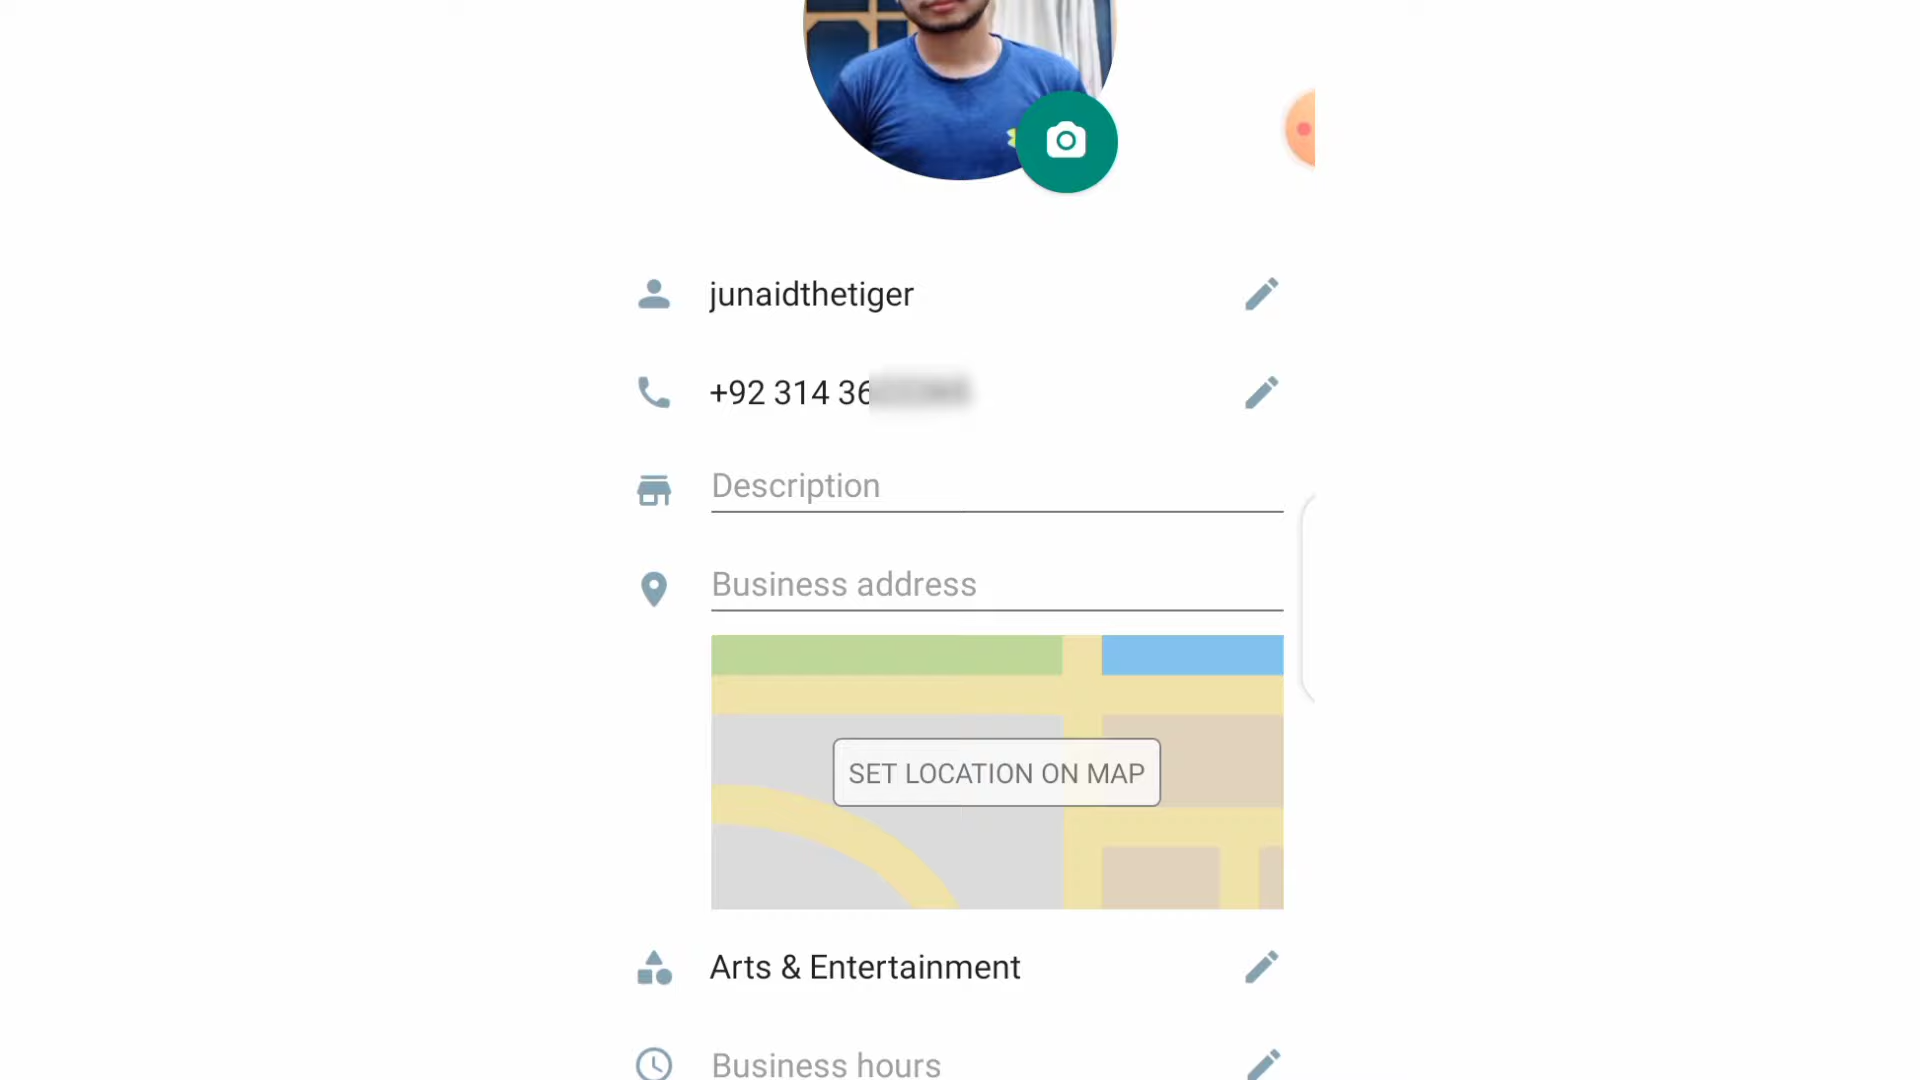 junaidthetiger
+92 314 36
Description
Business address
SET LOCATION ON MAP
Arts & Entertainment
Business hours